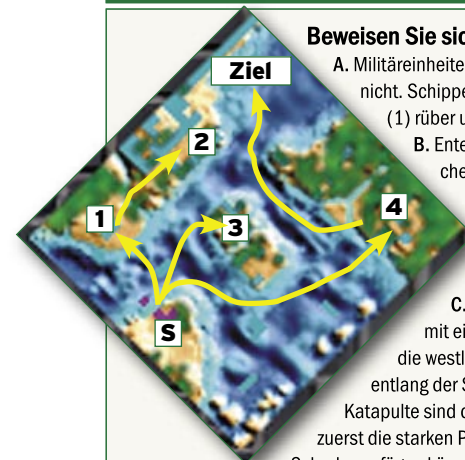 Beweisen Sie sic
A. Militäreinheite
nicht. Schippe
(1) rüber u
B. Ente
che
Ziel
2
1
3
4
S
C.
mit ei
die westl
entlang der S
Katapulte sind d
zuerst die starken P